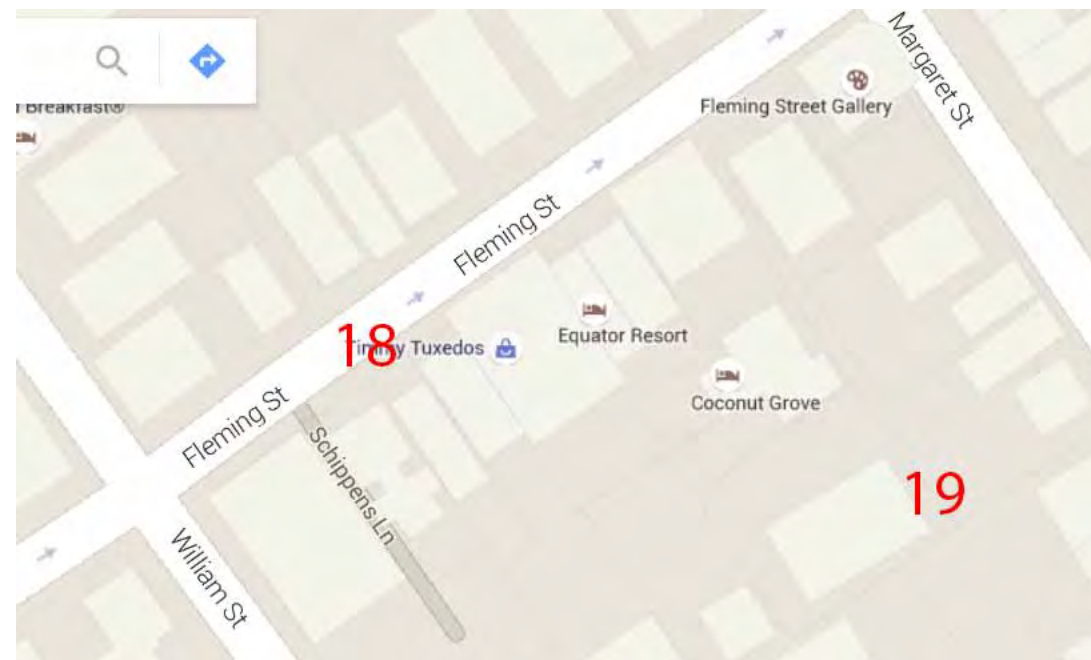 Breakfast®
Margaret St
Fleming Street Gallery
Fleming St
18
Timmy Tuxedos
Equator Resort
Coconut Grove
Fleming St
Schippens Ln
19
William St